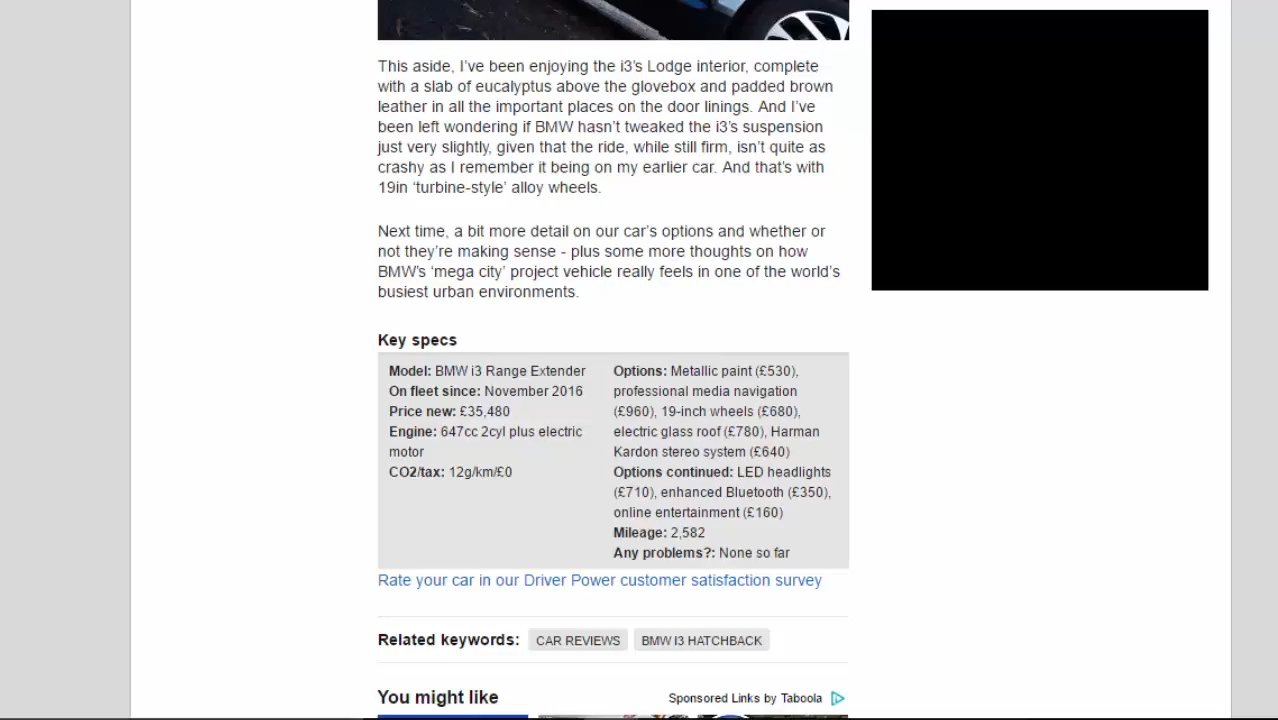 This aside, I’ve been enjoying the i3’s Lodge interior, complete
with a slab of eucalyptus above the glovebox and padded brown
leather in all the important places on the door linings. And I’ve
been left wondering if BMW hasn’t tweaked the i3’s suspension
just very slightly, given that the ride, while still firm, isn’t quite as
crashy as I remember it being on my earlier car. And that’s with
19in ‘turbine-style’ alloy wheels.
Next time, a bit more detail on our car’s options and whether or
not they’re making sense - plus some more thoughts on how
BMW’s ‘mega city’ project vehicle really feels in one of the world’s
busiest urban environments.
Key specs
Model: BMW i3 Range Extender
On fleet since: November 2016
Price new: £35,480
Engine: 647cc 2cyl plus electric
motor
CO2/tax: 12g/km/£0
Options: Metallic paint (£530),
professional media navigation
(£960), 19-inch wheels (£680),
electric glass roof (£780), Harman
Kardon stereo system (£640)
Options continued: LED headlights
(£710), enhanced Bluetooth (£350),
online entertainment (£160)
Mileage: 2,582
Any problems?: None so far
Rate your car in our Driver Power customer satisfaction survey
Related keywords: CAR REVIEWS BMW I3 HATCHBACK
You might like Sponsored Links by Taboola